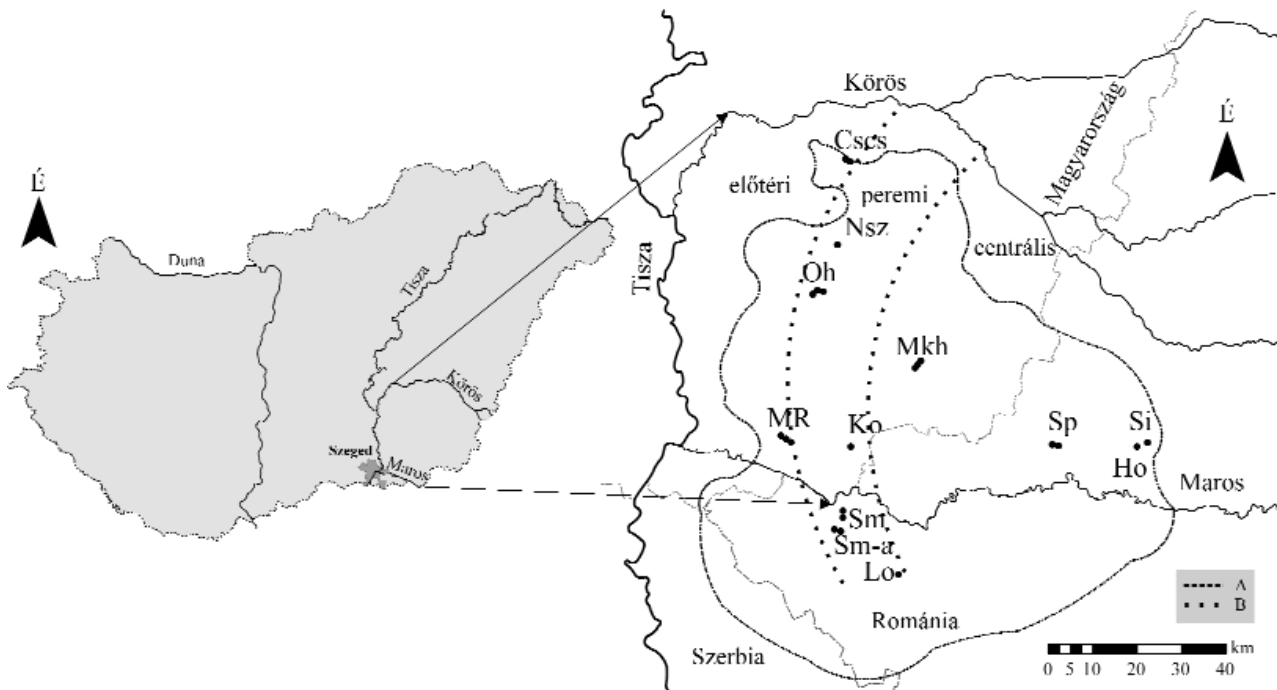 É
Duna
Tisza
Körös
Szeged
Maros
Tisza
Körös
Magyarország
É
Cscs
előtéri
peremi
Nsz
centrális
Oh
Mkh
MR
Ko
Sp
Si
Ho
Maros
Sm
Sm-a
Lo
Románia
Szerbia
A
B
km
0 5 10 20 30 40